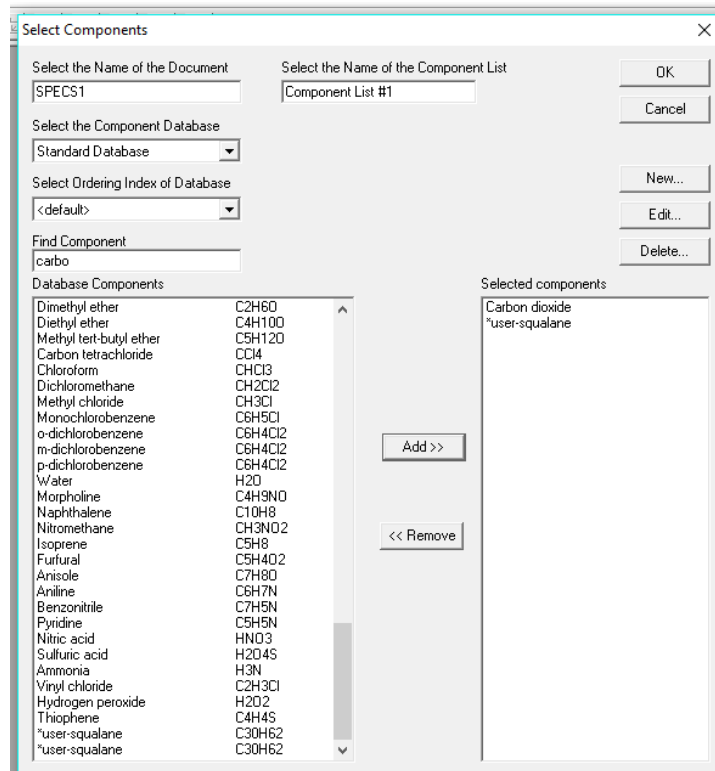 Select Components
Select the Name of the Document
Select the Name of the Component List
SPECS1
Component List #1
OK
Cancel
Select the Component Database
Standard Database
Select Ordering Index of Database
<default>
New...
Edit...
Delete...
Find Component
carbo
Database Components
Selected components
Dimethyl ether C2H6O
Diethyl ether C4H10O
Methyl tert-butyl ether C5H12O
Carbon tetrachloride CCl4
Chloroform CHCl3
Dichloromethane CH2Cl2
Methyl chloride CH3Cl
Monochlorobenzene C6H5Cl
o-dichlorobenzene C6H4Cl2
m-dichlorobenzene C6H4Cl2
p-dichlorobenzene C6H4Cl2
Water H2O
Morpholine C4H9NO
Naphthalene C10H8
Nitromethane CH3NO2
Isoprene C5H8
Furfural C5H4O2
Anisole C7H8O
Aniline C6H7N
Benzonitrile C7H5N
Pyridine C5H5N
Nitric acid HNO3
Sulfuric acid H2O4S
Ammonia H3N
Vinyl chloride C2H3Cl
Hydrogen peroxide H2O2
Thiophene C4H4S
*user-squalane C30H62
*user-squalane C30H62
Add >>
<< Remove
Carbon dioxide
*user-squalane